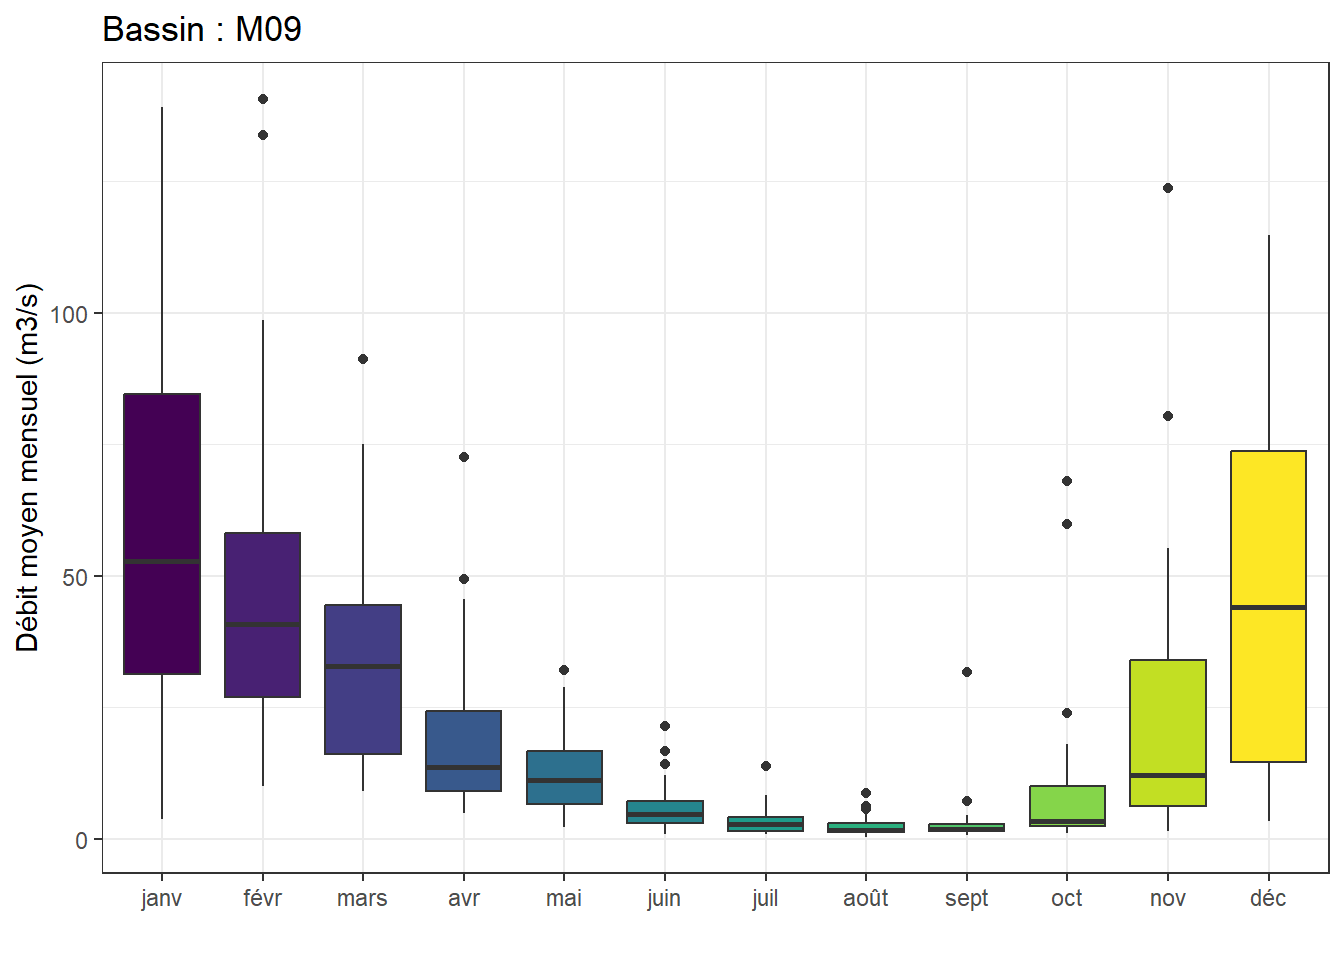 Bassin : M09
Débit moyen mensuel (m3/s)
100
50
0
janv févr mars avr mai juin juil août sept oct nov déc